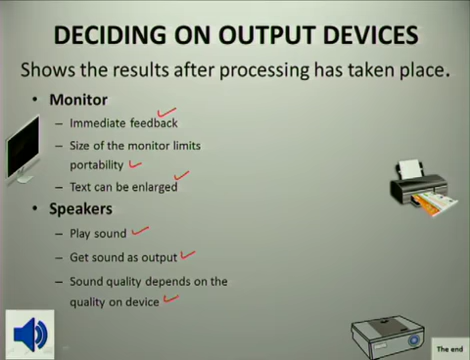 DECIDING ON OUTPUT DEVICES
Shows the results after processing has taken place.
• Monitor
– Immediate feedback
– Size of the monitor limits
portability
– Text can be enlarged
• Speakers
– Play sound
– Get sound as output
– Sound quality depends on the
quality on device
The end